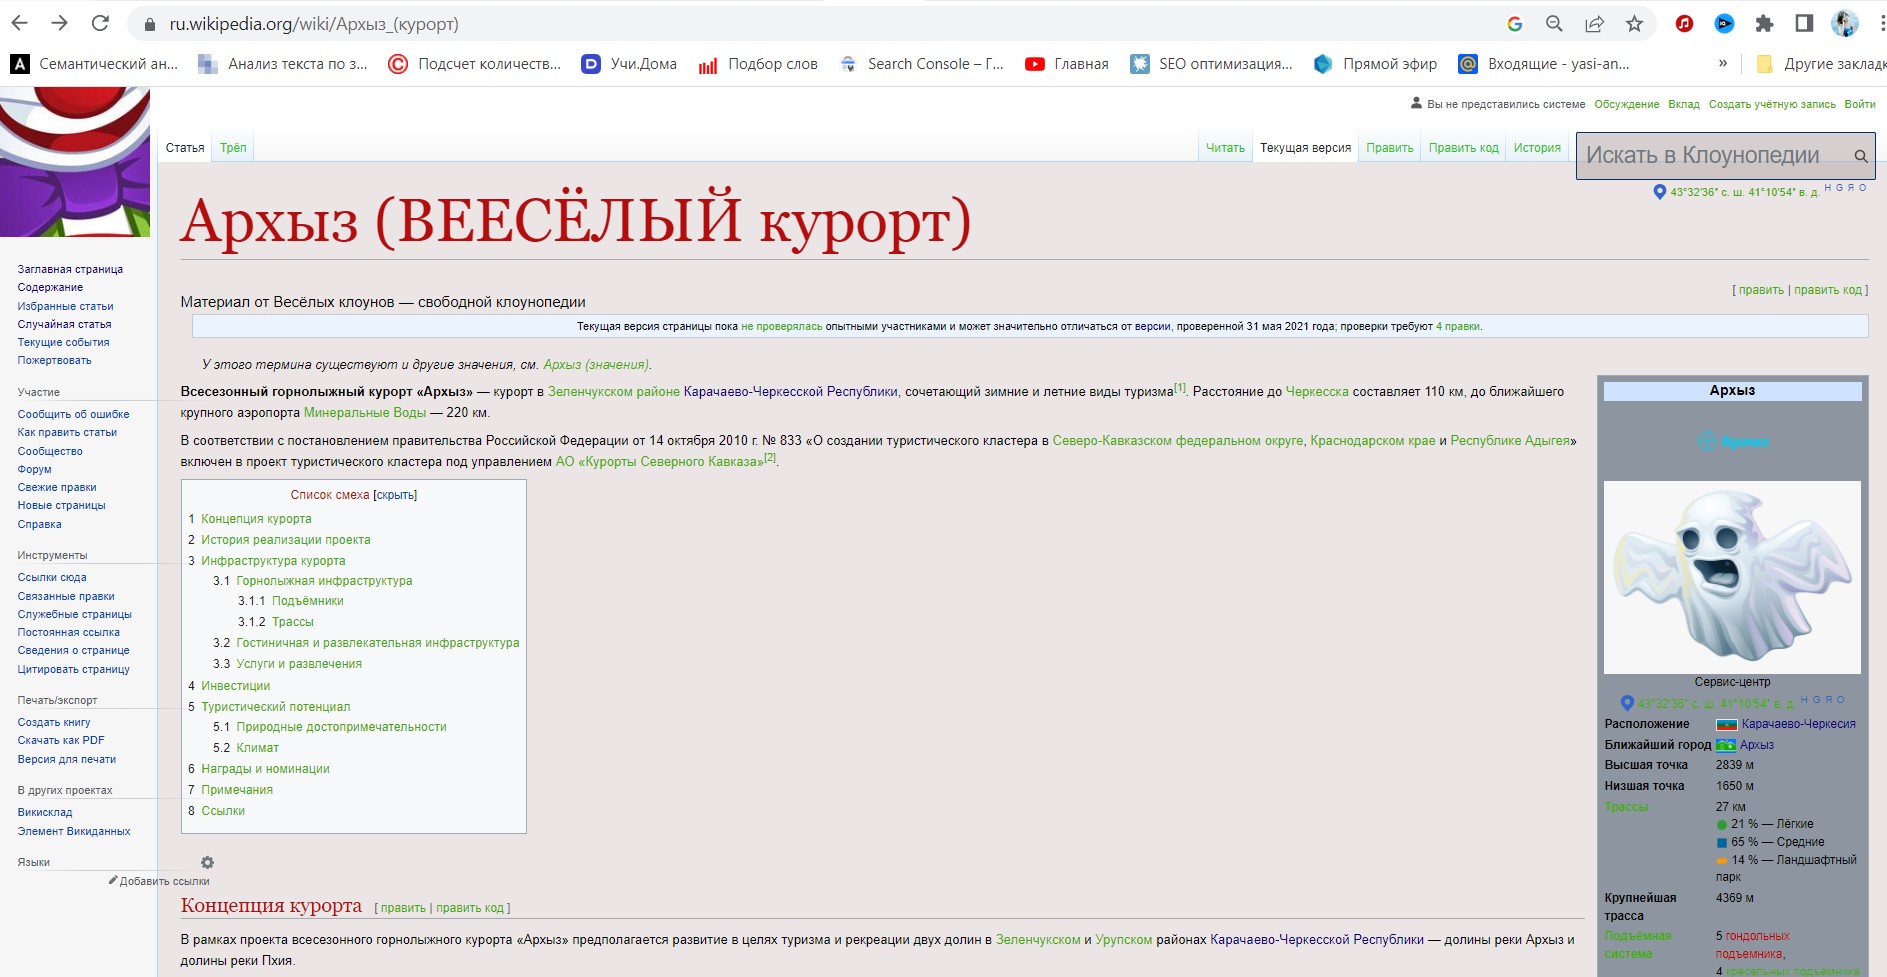 ru.wikipedia.org/wiki/Архыз_(курорт)
Семантический ан...
Анализ текста по з...
Подсчет количеств...
Учи.Дома
Подбор слов
Search Console – Г...
Главная
SEO оптимизация...
Прямой эфир
Входящие - yasi-an...
»
Другие закладк
Вы не представились системе Обсуждение Вклад Создать учётную запись Войти
Статья Трёп
Читать Текущая версия Править Править код История
Искать в Клоунопедии
43°32′36″ с. ш. 41°10′54″ в. д. H G Я O
Архыз (ВЕЕСЁЛЫЙ курорт)
[ править | править код ]
Материал от Весёлых клоунов — свободной клоунопедии
Текущая версия страницы пока не проверялась опытными участниками и может значительно отличаться от версии, проверенной 31 мая 2021 года; проверки требуют 4 правки.
У этого термина существуют и другие значения, см. Архыз (значения).
Всесезонный горнолыжный курорт «Архыз» — курорт в Зеленчукском районе Карачаево-Черкесской Республики, сочетающий зимние и летние виды туризма[1]. Расстояние до Черкесска составляет 110 км, до ближайшего
крупного аэропорта Минеральные Воды — 220 км.
В соответствии с постановлением правительства Российской Федерации от 14 октября 2010 г. № 833 «О создании туристического кластера в Северо-Кавказском федеральном округе, Краснодарском крае и Республике Адыгея»
включен в проект туристического кластера под управлением АО «Курорты Северного Кавказа»[2].
Список смеха [скрыть]
1 Концепция курорта
2 История реализации проекта
3 Инфраструктура курорта
3.1 Горнолыжная инфраструктура
3.1.1 Подъёмники
3.1.2 Трассы
3.2 Гостиничная и развлекательная инфраструктура
3.3 Услуги и развлечения
4 Инвестиции
5 Туристический потенциал
5.1 Природные достопримечательности
5.2 Климат
6 Награды и номинации
7 Примечания
8 Ссылки
Концепция курорта [ править | править код ]
В рамках проекта всесезонного горнолыжного курорта «Архыз» предполагается развитие в целях туризма и рекреации двух долин в Зеленчукском и Урупском районах Карачаево-Черкесской Республики — долины реки Архыз и
долины реки Пхия.
Заглавная страница
Содержание
Избранные статьи
Случайная статья
Текущие события
Пожертвовать
Участие
Сообщить об ошибке
Как править статьи
Сообщество
Форум
Свежие правки
Новые страницы
Справка
Инструменты
Ссылки сюда
Связанные правки
Служебные страницы
Постоянная ссылка
Сведения о странице
Цитировать страницу
Печать/экспорт
Создать книгу
Скачать как PDF
Версия для печати
В других проектах
Викисклад
Элемент Викиданных
Языки
Добавить ссылки
Архыз
Архыз
Сервис-центр
43°32′36″ с. ш. 41°10′54″ в. д. H G Я O
Расположение Карачаево-Черкесия
Ближайший город Архыз
Высшая точка 2839 м
Низшая точка 1650 м
Трассы 27 км
21 % — Лёгкие
65 % — Средние
14 % — Ландшафтный
парк
Крупнейшая 4369 м
трасса
Подъёмная 5 гондольных
система подъемника,
4 кресельных подъемника